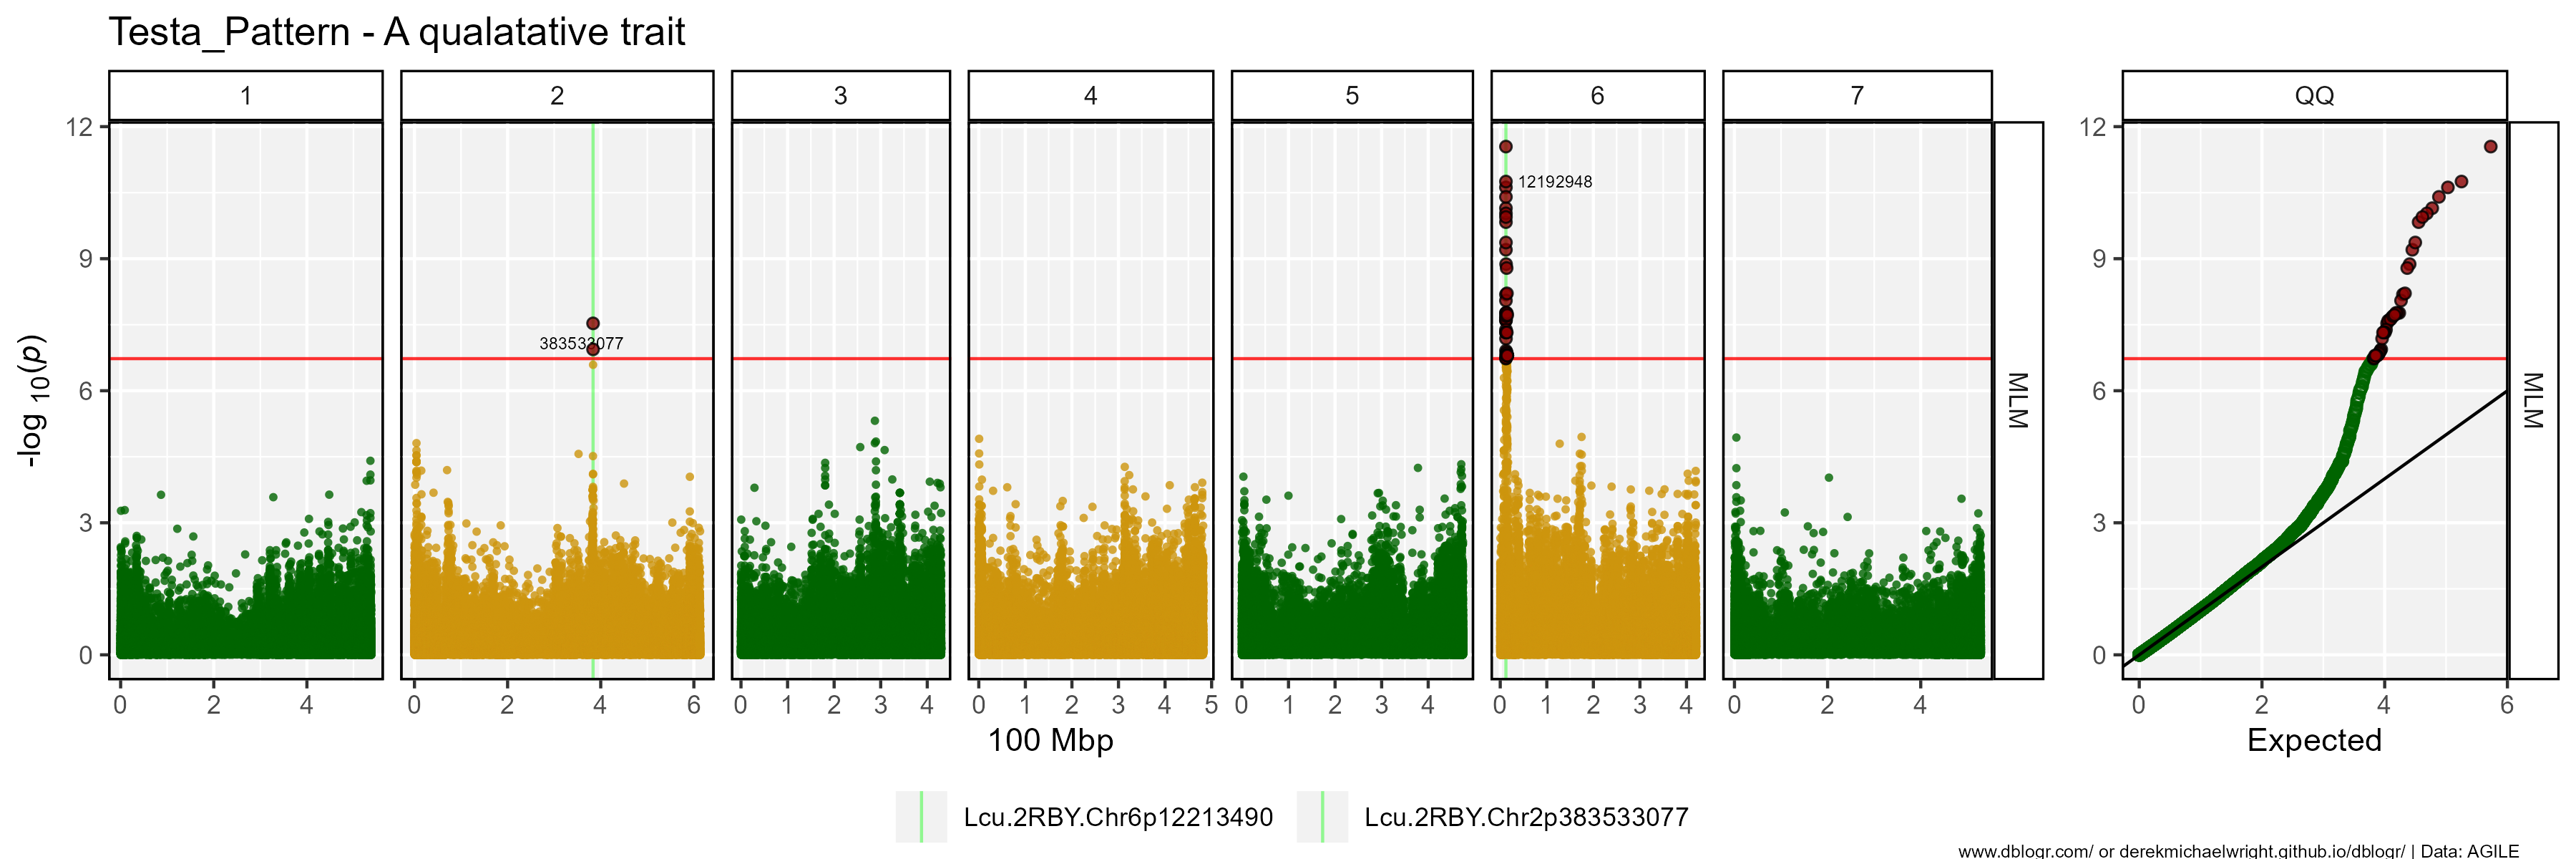 Testa_Pattern - A qualatative trait
1 2 3 4 5 6 7 QQ
12 12
12192948
9 9
383533077
6 6
3 3
0 0
-log 10(p)
MLM MLM
0 2 4 0 2 4 6 0 1 2 3 4 0 1 2 3 4 5 0 1 2 3 4 0 1 2 3 4 0 2 4 0 2 4 6
100 Mbp Expected
Lcu.2RBY.Chr6p12213490 Lcu.2RBY.Chr2p383533077
www.dblogr.com/ or derekmichaelwright.github.io/dblogr/ | Data: AGILE